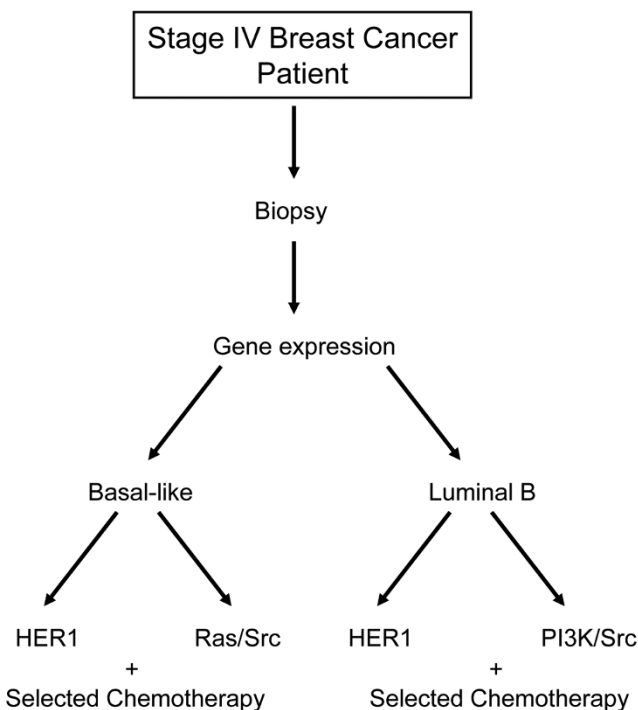 Stage IV Breast Cancer
Patient
Biopsy
Gene expression
Basal-like Luminal B
HER1 Ras/Src HER1 PI3K/Src
+ +
Selected Chemotherapy Selected Chemotherapy